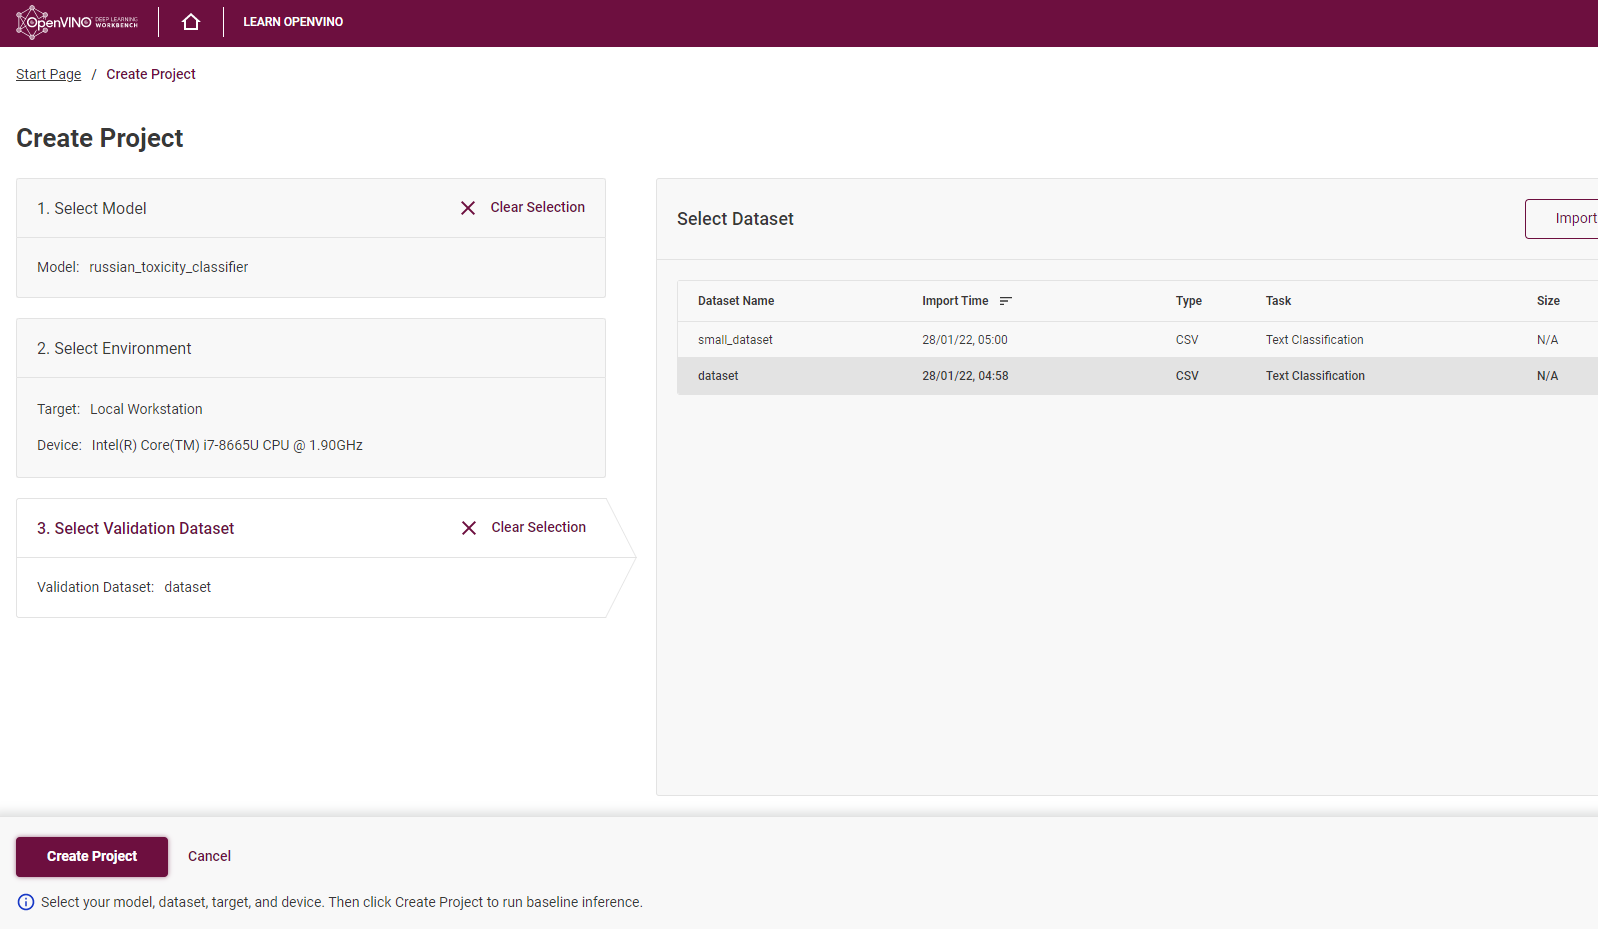 OpenVINO DEEP LEARNING WORKBENCH LEARN OPENVINO
Start Page / Create Project
Create Project
1. Select Model Clear Selection
Model: russian_toxicity_classifier
2. Select Environment
Target: Local Workstation
Device: Intel(R) Core(TM) i7-8665U CPU @ 1.90GHz
3. Select Validation Dataset Clear Selection
Validation Dataset: dataset
Select Dataset Import
Dataset Name Import Time Type Task Size
small_dataset 28/01/22, 05:00 CSV Text Classification N/A
dataset 28/01/22, 04:58 CSV Text Classification N/A
Create Project Cancel
Select your model, dataset, target, and device. Then click Create Project to run baseline inference.